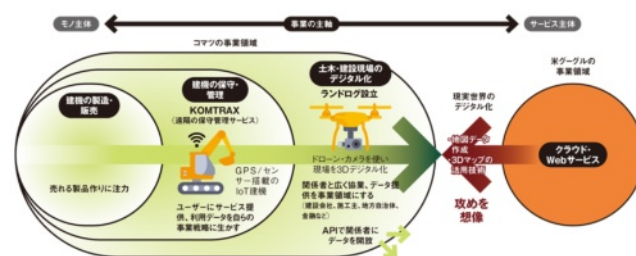 モノ主体
事業の主軸
サービス主体
コマツの事業領域
米グーグルの
事業領域
建機の製造・
販売
売れる製品作りに注力
建機の保守・
管理
KOMTRAX
(遠隔の保守管理サービス)
GPS/セン
サー搭載の
IoT建機
ユーザーにサービス提
供、利用データを自らの
事業戦略に生かす
土木・建設現場の
デジタル化
ランドログ設立
ドローン・カメラを使い
現場を3Dデジタル化
関係者と広く協業、データ提
供を事業領域にする
(建設会社、施工主、地方自治体、
金融など)
APIで関係者に
データを開放
現実世界の
デジタル化
・地図データ
作成
・3Dマップの
活用技術
攻めを
想像
クラウド・
Webサービス